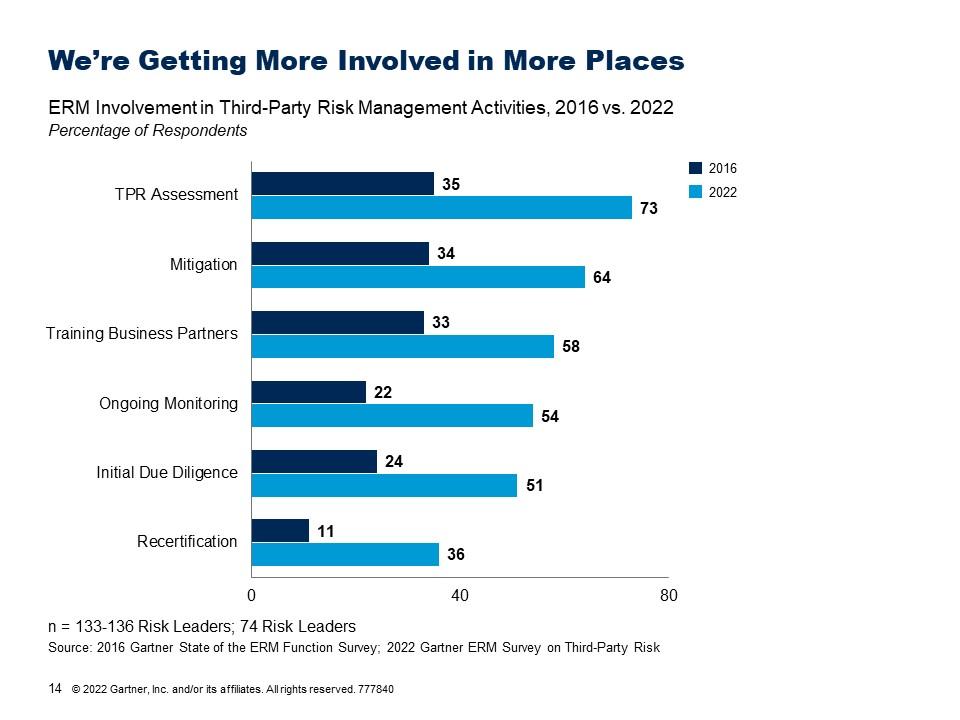 We’re Getting More Involved in More Places
ERM Involvement in Third-Party Risk Management Activities, 2016 vs. 2022
Percentage of Respondents
2016
2022
TPR Assessment
35
73
Mitigation
34
64
Training Business Partners
33
58
Ongoing Monitoring
22
54
Initial Due Diligence
24
51
Recertification
11
36
0 40 80
n = 133-136 Risk Leaders; 74 Risk Leaders
Source: 2016 Gartner State of the ERM Function Survey; 2022 Gartner ERM Survey on Third-Party Risk
14 © 2022 Gartner, Inc. and/or its affiliates. All rights reserved. 777840